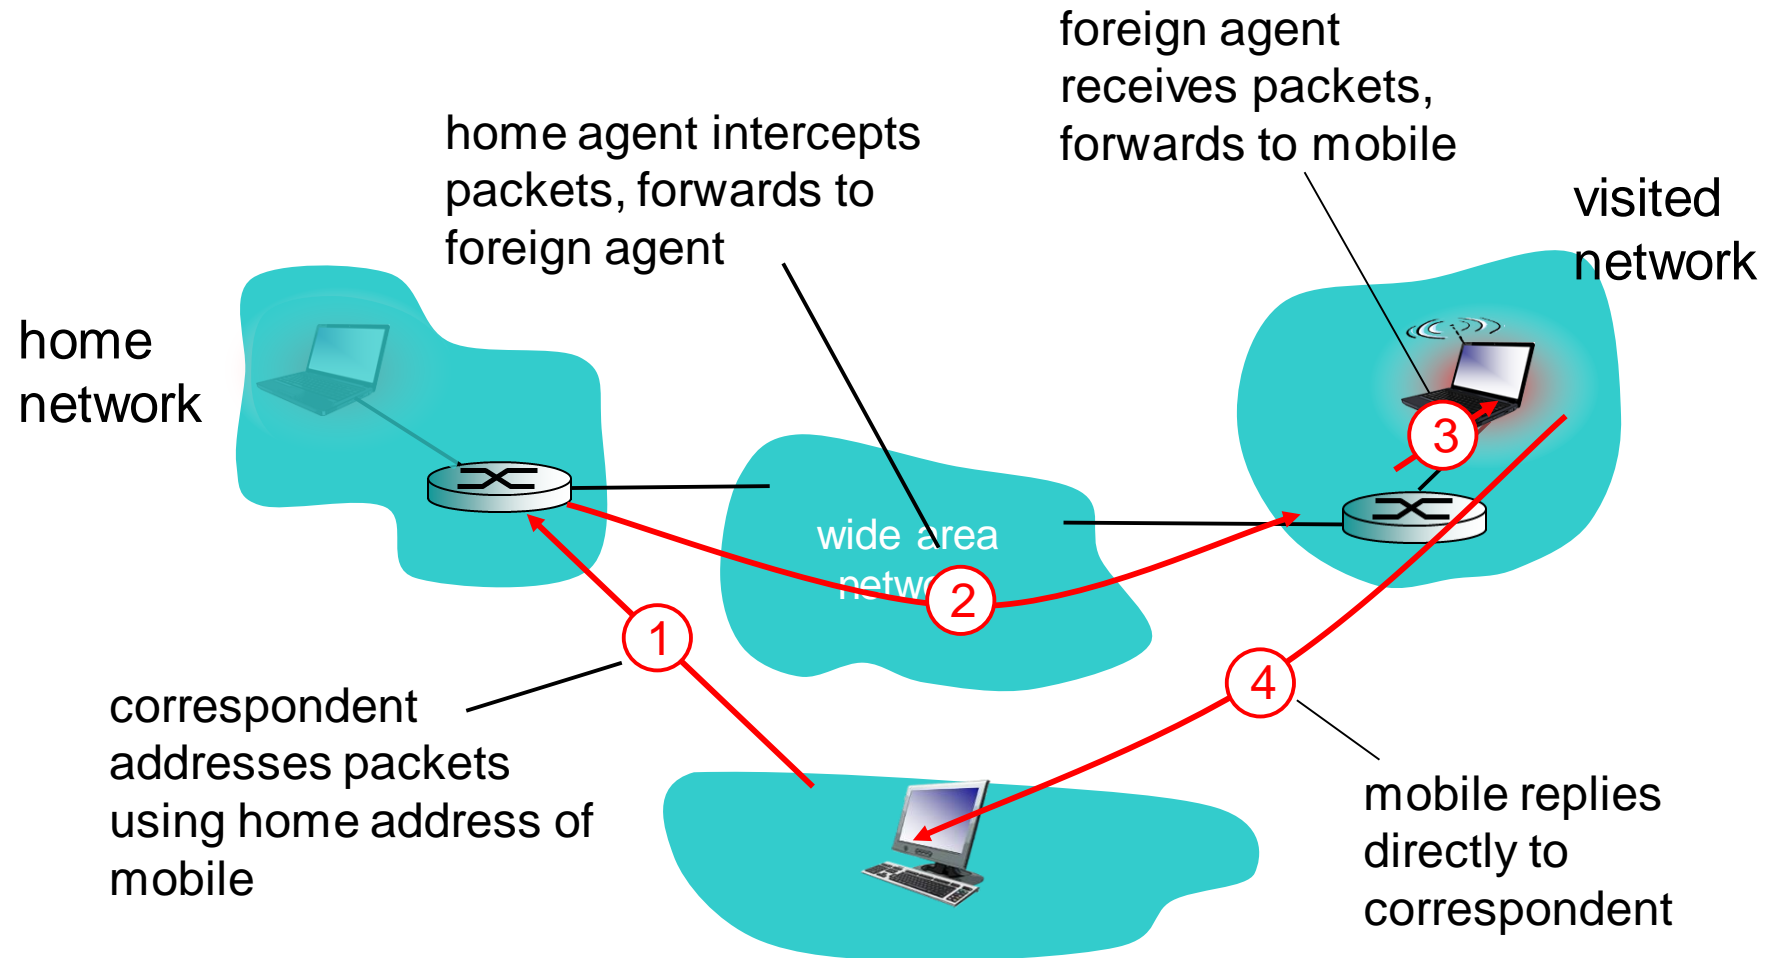 foreign agent
receives packets,
forwards to mobile
home agent intercepts
packets, forwards to
foreign agent
visited
network
home
network
3
wide area
2
1
4
correspondent
addresses packets
using home address of
mobile
mobile replies
directly to
correspondent